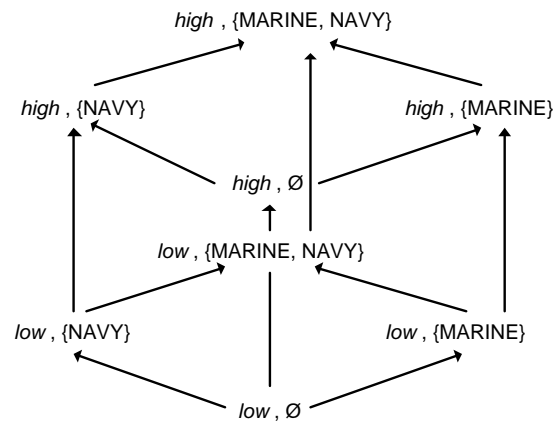 high , {MARINE, NAVY}
high , {NAVY}
high , {MARINE}
high , Ø
low , {MARINE, NAVY}
low , {NAVY}
low , {MARINE}
low , Ø